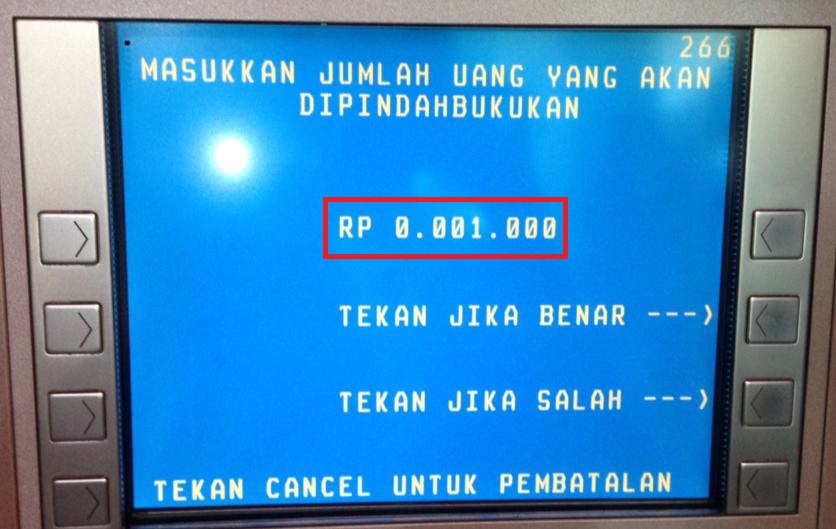 266
MASUKKAN JUMLAH UANG YANG AKAN
DIPINDAHBUKUKAN
RP 0.001.000
TEKAN JIKA BENAR --->
TEKAN JIKA SALAH --->
TEKAN CANCEL UNTUK PEMBATALAN